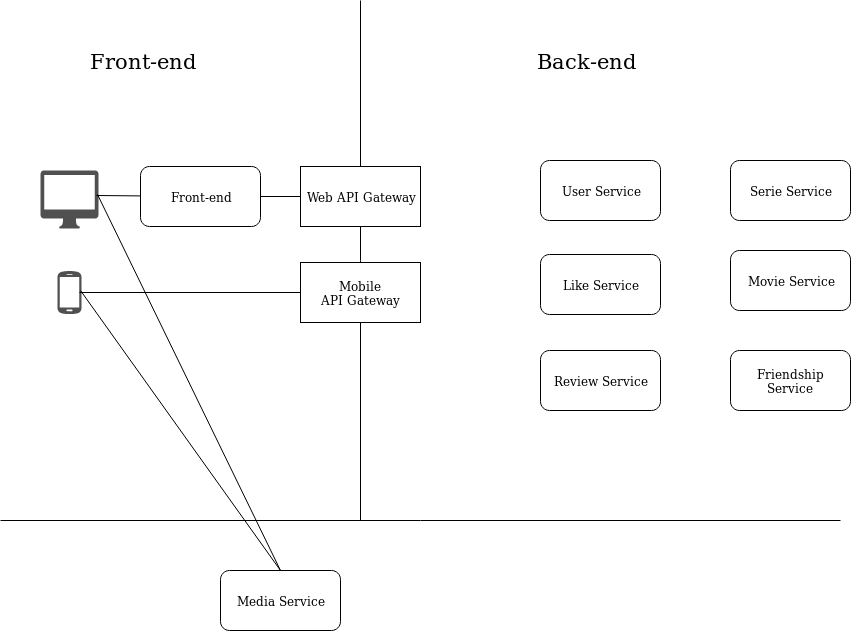 Front-end
Back-end
Front-end
Web API Gateway
User Service
Serie Service
Mobile
API Gateway
Like Service
Movie Service
Review Service
Friendship
Service
Media Service